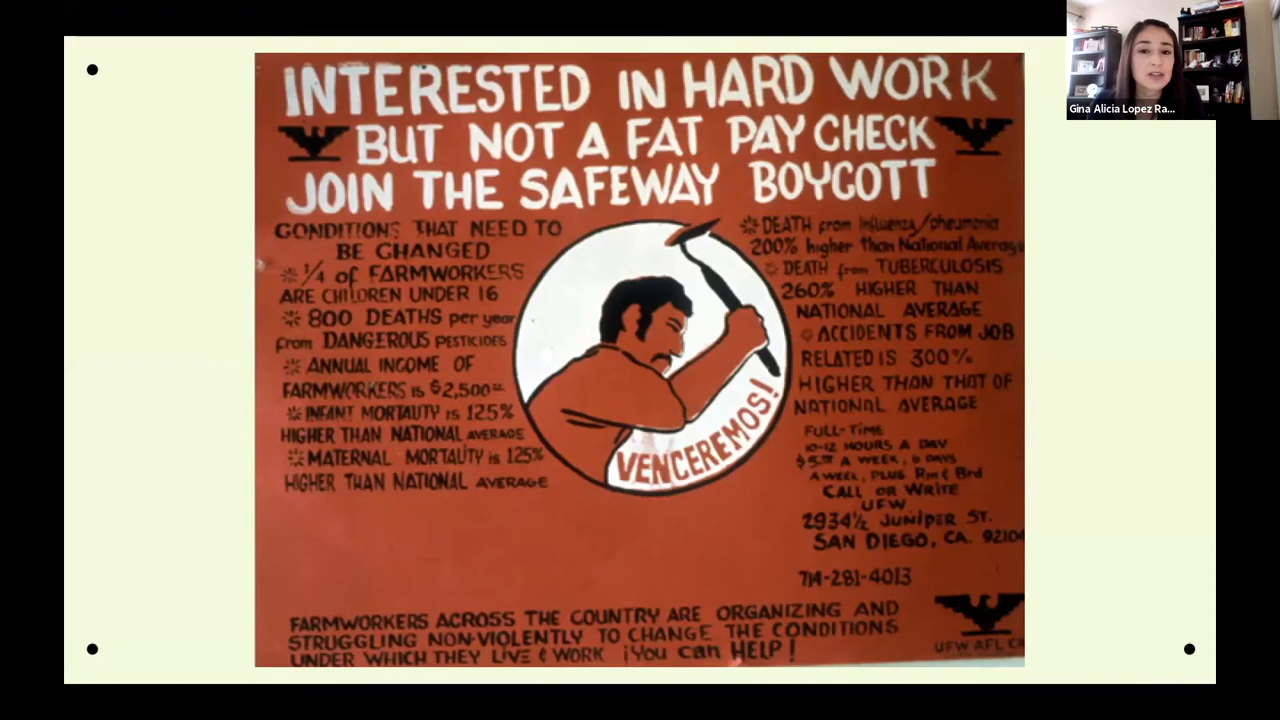 INTERESTED IN HARD WORK
BUT NOT A FAT PAY CHECK
JOIN THE SAFEWAY BOYCOTT
CONDITIONS THAT NEED TO
BE CHANGED
1/4 of FARMWORKERS
ARE CHILDREN UNDER 16
800 DEATHS per year
from DANGEROUS PESTICIDES
ANNUAL INCOME OF
FARMWORKERS is $2,500
INFANT MORTALITY is 125%
HIGHER THAN NATIONAL AVERAGE
MATERNAL MORTALITY is 125%
HIGHER THAN NATIONAL AVERAGE
VENCEREMOS!
DEATH from Influenza/pneumonia
200% higher than National Average
DEATH from TUBERCULOSIS
260% HIGHER THAN
NATIONAL AVERAGE
ACCIDENTS FROM JOB
RELATED IS 300%
HIGHER THAN THAT OF
NATIONAL AVERAGE
FULL-TIME
10-12 HOURS A DAY
A WEEK, 6 DAYS
A WEEK, PLUS Rm & Brd
CALL OR WRITE
UFW
2934½ JUNIPER ST.
SAN DIEGO, CA. 92104
714-281-4013
FARMWORKERS ACROSS THE COUNTRY ARE ORGANIZING AND
STRUGGLING NON-VIOLENTLY TO CHANGE THE CONDITIONS
UNDER WHICH THEY LIVE & WORK ¡You can HELP!
UFW AFL
Gina Alicia Lopez Ra...